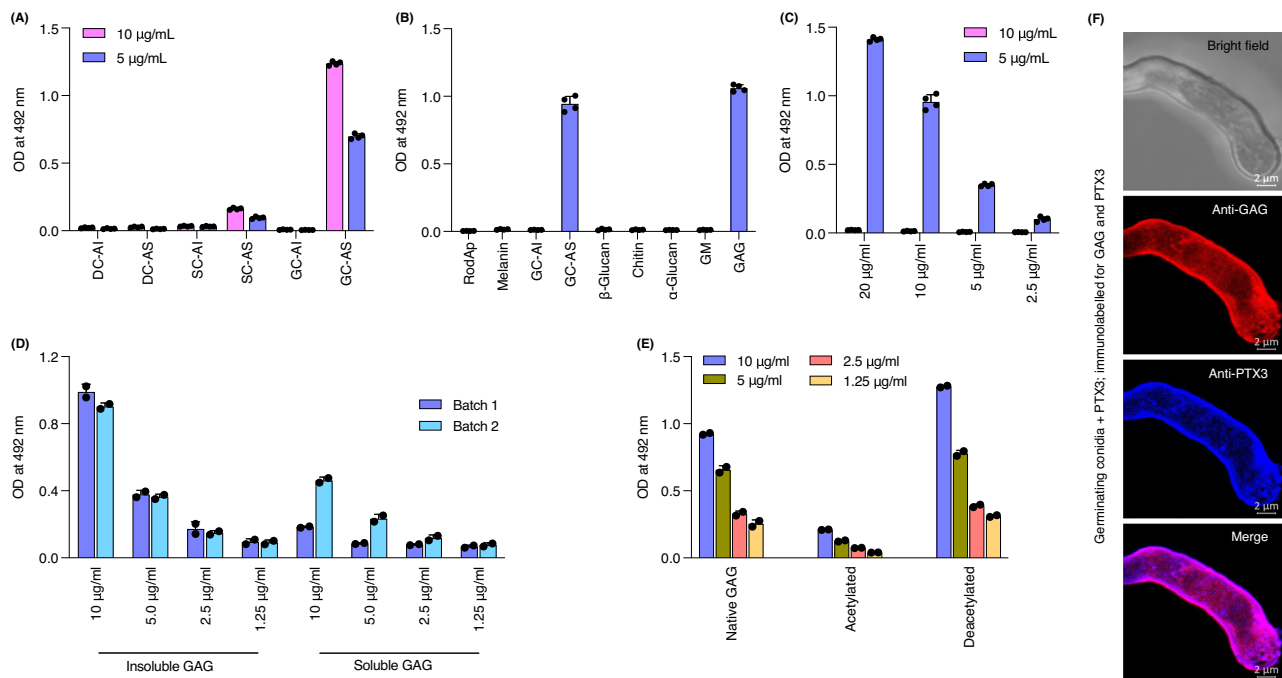 (A)
OD at 492 nm
1.5
1.0
0.5
0.0
10 µg/mL
5 µg/mL
DC-AI
DC-AS
SC-AI
SC-AS
GC-AI
GC-AS
(B)
OD at 492 nm
1.5
1.0
0.5
0.0
RodAp
Melanin
GC-AI
GC-AS
β-Glucan
Chitin
α-Glucan
GM
GAG
(C)
OD at 492 nm
1.5
1.0
0.5
0.0
10 µg/mL
5 µg/mL
20 µg/ml
10 µg/ml
5 µg/ml
2.5 µg/ml
(D)
OD at 492 nm
1.2
0.8
0.4
0.0
Batch 1
Batch 2
10 µg/ml
5.0 µg/ml
2.5 µg/ml
1.25 µg/ml
10 µg/ml
5.0 µg/ml
2.5 µg/ml
1.25 µg/ml
Insoluble GAG
Soluble GAG
(E)
OD at 492 nm
1.5
1.0
0.5
0.0
10 µg/ml
5 µg/ml
2.5 µg/ml
1.25 µg/ml
Native GAG
Acetylated
Deacetylated
(F)
Germinating conidia + PTX3; immunolabelled for GAG and PTX3
Bright field
2 µm
Anti-GAG
2 µm
Anti-PTX3
2 µm
Merge
2 µm